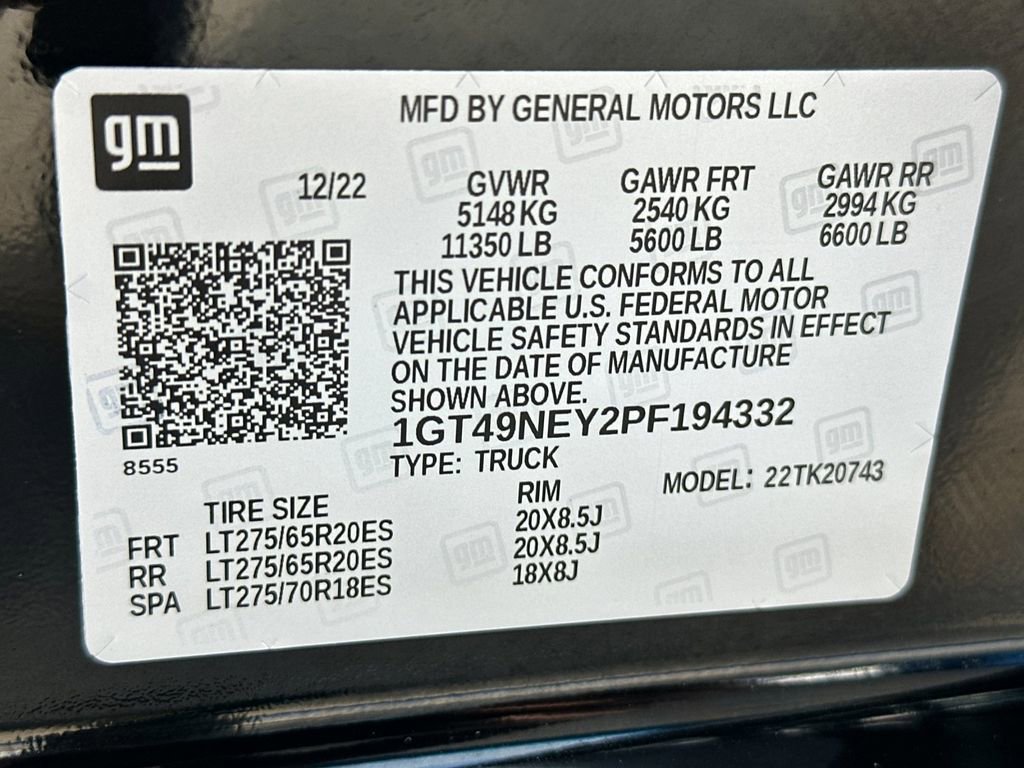 gm
MFD BY GENERAL MOTORS LLC
12/22 GVWR GAWR FRT GAWR RR
5148 KG 2540 KG 2994 KG
11350 LB 5600 LB 6600 LB
THIS VEHICLE CONFORMS TO ALL
APPLICABLE U.S. FEDERAL MOTOR
VEHICLE SAFETY STANDARDS IN EFFECT
ON THE DATE OF MANUFACTURE
SHOWN ABOVE.
1GT49NEY2PF194332
8555
TYPE: TRUCK MODEL: 22TK20743
TIRE SIZE RIM
FRT LT275/65R20ES 20X8.5J
RR LT275/65R20ES 20X8.5J
SPA LT275/70R18ES 18X8J